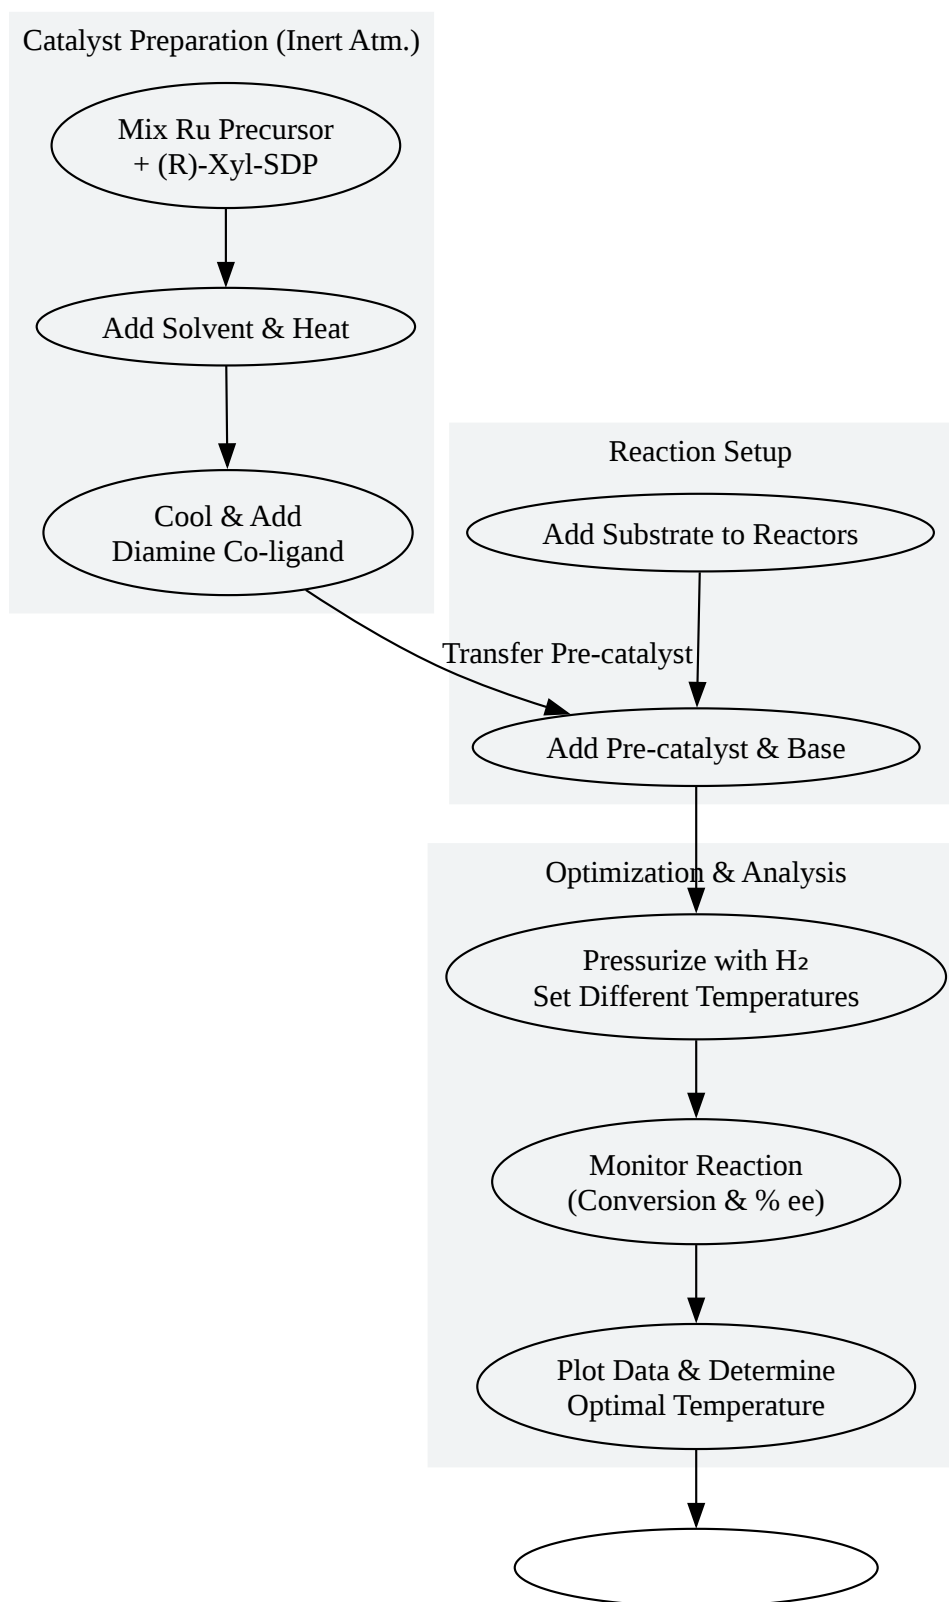 Catalyst Preparation (Inert Atm.)
Mix Ru Precursor
+ (R)-Xyl-SDP
Add Solvent & Heat
Cool & Add
Diamine Co-ligand
Reaction Setup
Add Substrate to Reactors
Transfer Pre-catalyst
Add Pre-catalyst & Base
Optimization & Analysis
Pressurize with H₂
Set Different Temperatures
Monitor Reaction
(Conversion & % ee)
Plot Data & Determine
Optimal Temperature